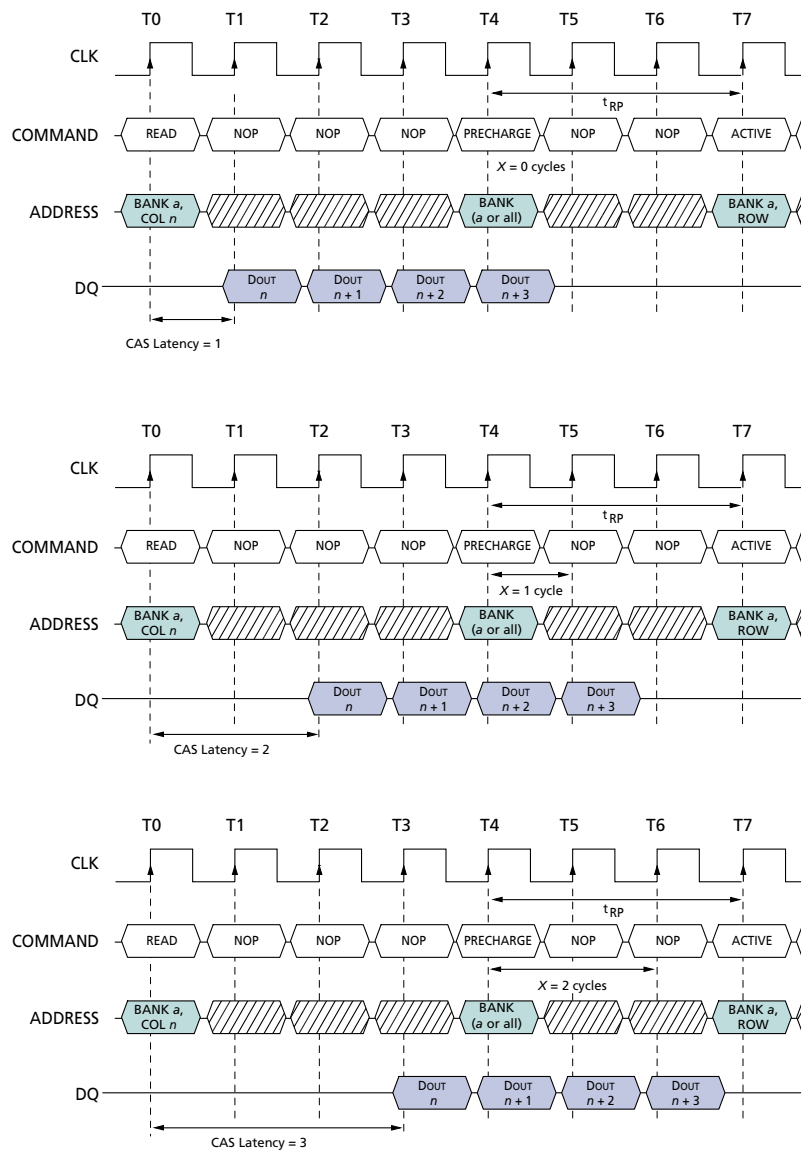 T0 T1 T2 T3 T4 T5 T6 T7
CLK
t RP
COMMAND READ NOP NOP NOP PRECHARGE NOP NOP ACTIVE
X = 0 cycles
ADDRESS BANK a, COL n BANK (a or all) BANK a, ROW
DQ DOUT n DOUT n + 1 DOUT n + 2 DOUT n + 3
CAS Latency = 1
T0 T1 T2 T3 T4 T5 T6 T7
CLK
t RP
COMMAND READ NOP NOP NOP PRECHARGE NOP NOP ACTIVE
X = 1 cycle
ADDRESS BANK a, COL n BANK (a or all) BANK a, ROW
DQ DOUT n DOUT n + 1 DOUT n + 2 DOUT n + 3
CAS Latency = 2
T0 T1 T2 T3 T4 T5 T6 T7
CLK
t RP
COMMAND READ NOP NOP NOP PRECHARGE NOP NOP ACTIVE
X = 2 cycles
ADDRESS BANK a, COL n BANK (a or all) BANK a, ROW
DQ DOUT n DOUT n + 1 DOUT n + 2 DOUT n + 3
CAS Latency = 3